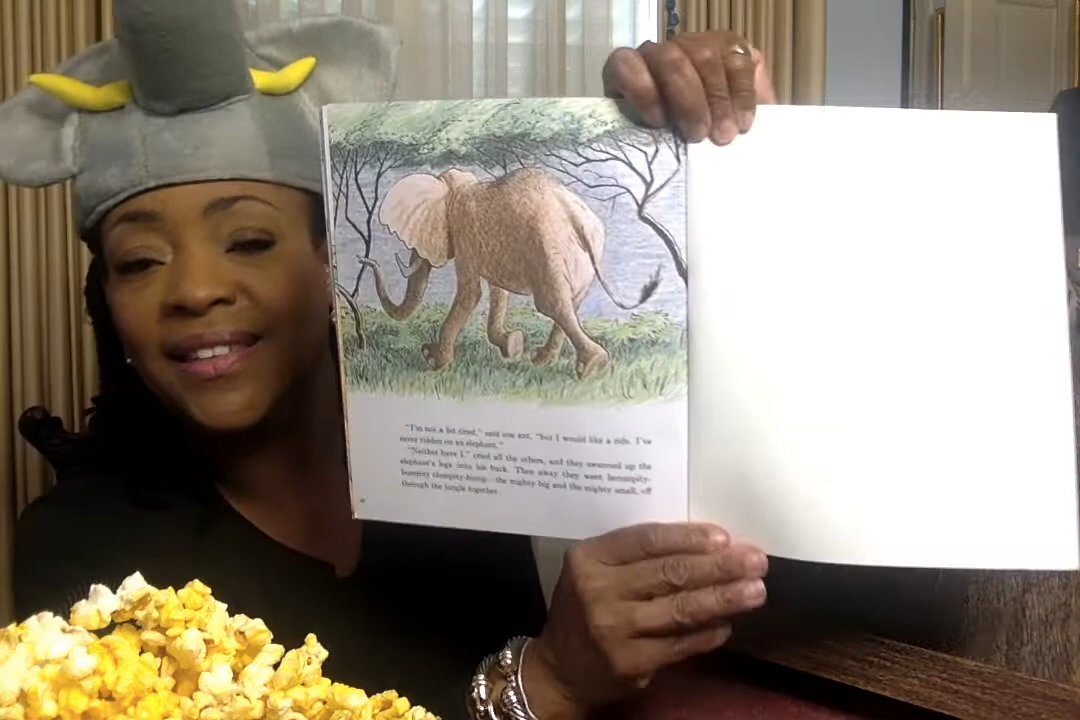 "I'm not a bit tired," said one ant, "but I would like a ride. I've
never ridden on an elephant."
"Neither have I," cried all the others, and they swarmed up the
elephant's legs onto his back. Then away they went
bumpity clumpity-bump—the mighty big and the mighty small, off
through the jungle together.